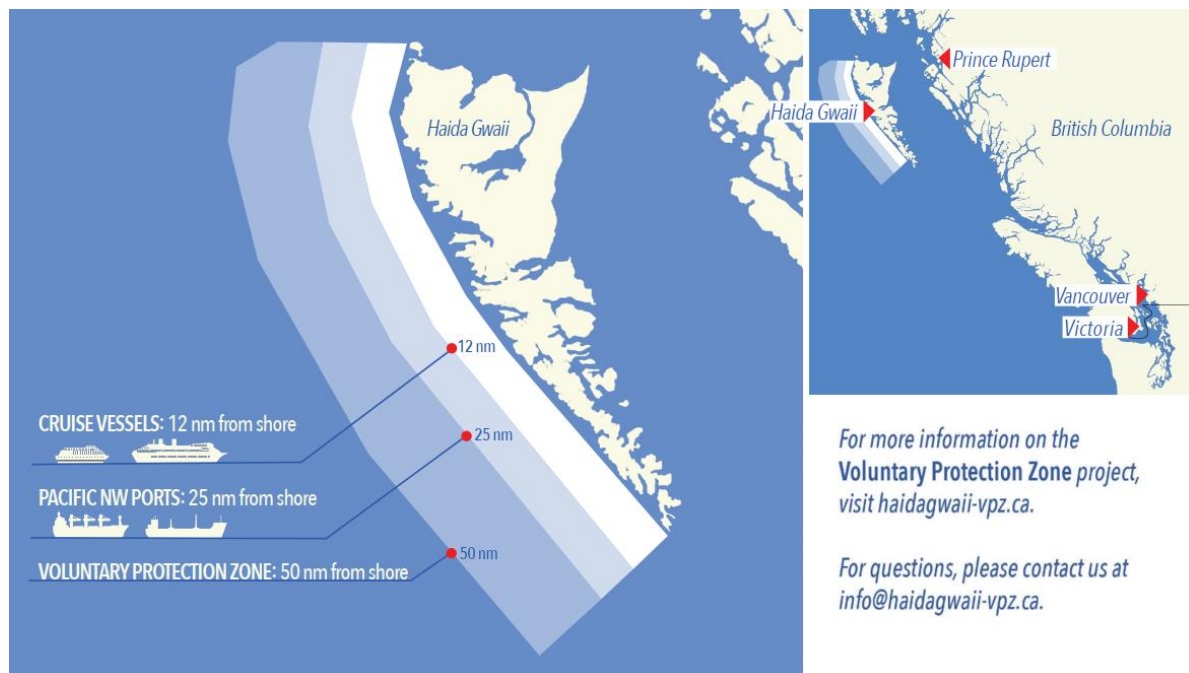 Haida Gwaii
12 nm
25 nm
50 nm
CRUISE VESSELS: 12 nm from shore
PACIFIC NW PORTS: 25 nm from shore
VOLUNTARY PROTECTION ZONE: 50 nm from shore
Prince Rupert
Haida Gwaii
British Columbia
Vancouver
Victoria
For more information on the
Voluntary Protection Zone project,
visit haidagwaii-vpz.ca.
For questions, please contact us at
info@haidagwaii-vpz.ca.